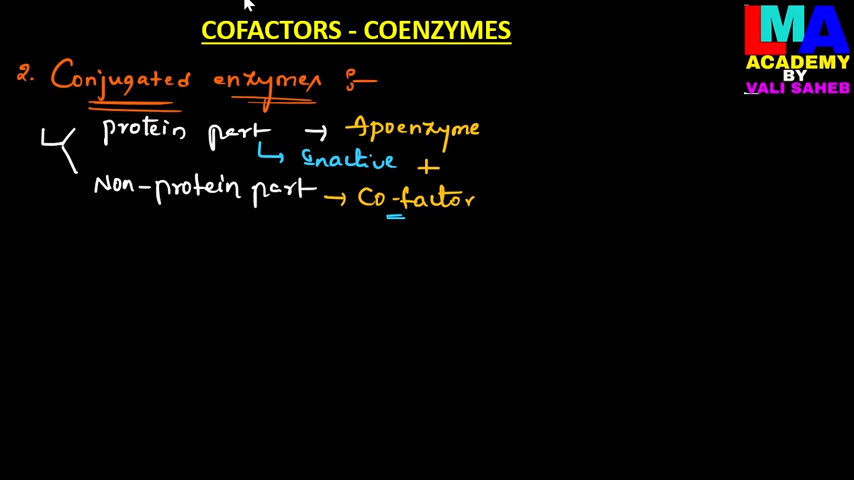 COFACTORS - COENZYMES
LMA
ACADEMY
BY
VALI SAHEB
2. Conjugated enzymes :-
protein part → Apoenzyme
↳ Inactive +
Non-protein part → Co-factor